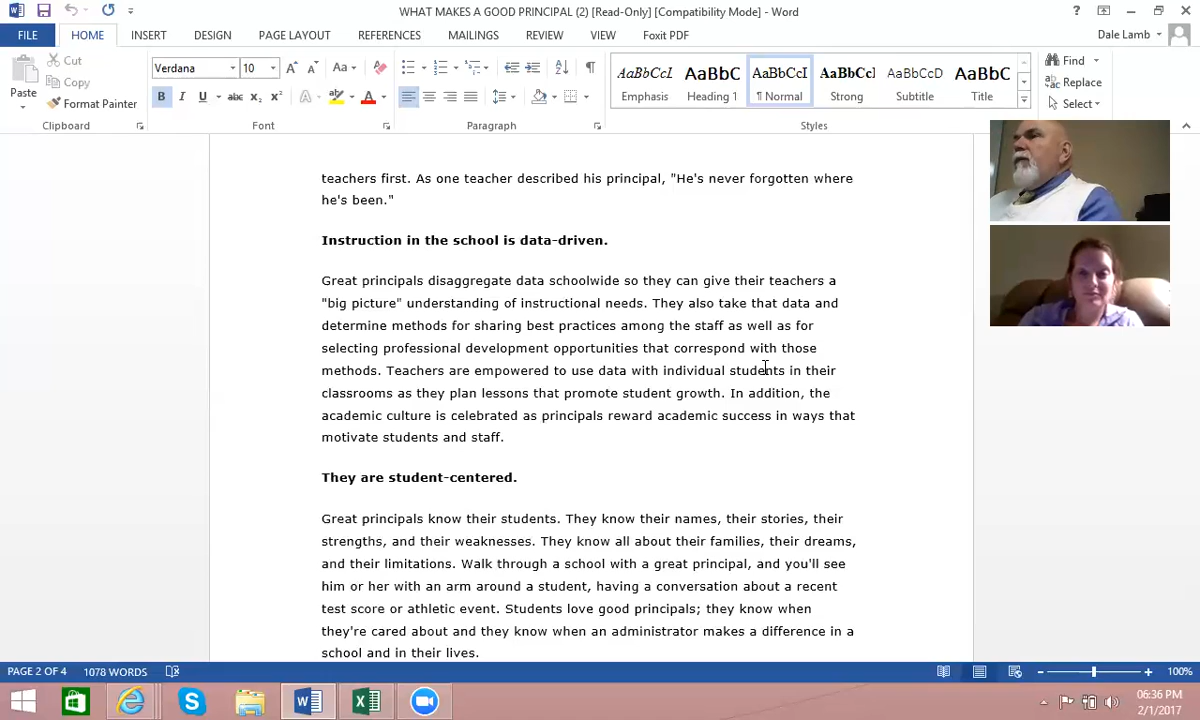 WHAT MAKES A GOOD PRINCIPAL (2) [Read-Only] [Compatibility Mode] - Word
FILE HOME INSERT DESIGN PAGE LAYOUT REFERENCES MAILINGS REVIEW VIEW Foxit PDF Dale Lamb
Paste
Cut
Copy
Format Painter
Clipboard
Verdana 10
Font
Paragraph
AaBbCcI AaBbC AaBbCcI AaBbCc AaBbCcD AaBbC
Emphasis Heading 1 ¶ Normal Strong Subtitle Title
Styles
Find
Replace
Select
teachers first. As one teacher described his principal, "He's never forgotten where
he's been."
Instruction in the school is data-driven.
Great principals disaggregate data schoolwide so they can give their teachers a
"big picture" understanding of instructional needs. They also take that data and
determine methods for sharing best practices among the staff as well as for
selecting professional development opportunities that correspond with those
methods. Teachers are empowered to use data with individual students in their
classrooms as they plan lessons that promote student growth. In addition, the
academic culture is celebrated as principals reward academic success in ways that
motivate students and staff.
They are student-centered.
Great principals know their students. They know their names, their stories, their
strengths, and their weaknesses. They know all about their families, their dreams,
and their limitations. Walk through a school with a great principal, and you'll see
him or her with an arm around a student, having a conversation about a recent
test score or athletic event. Students love good principals; they know when
they're cared about and they know when an administrator makes a difference in a
school and in their lives.
PAGE 2 OF 4 1078 WORDS 100%
06:36 PM
2/1/2017